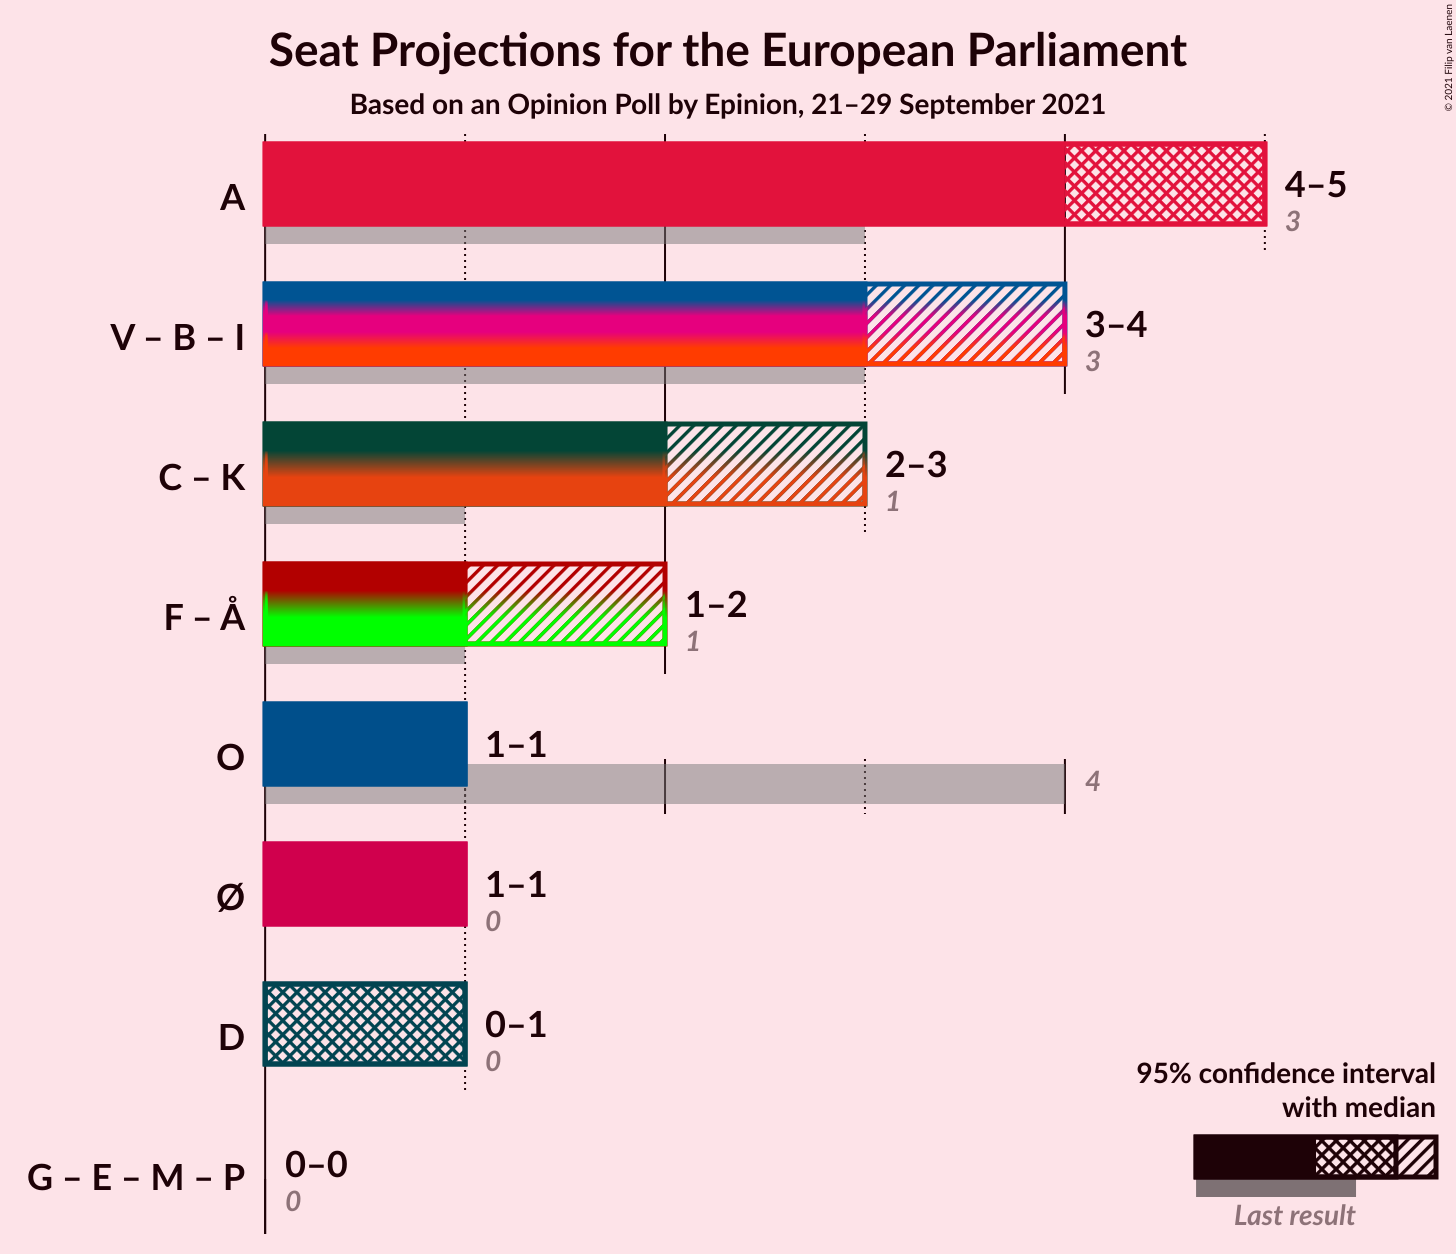 Seat Projections for the European Parliament
Based on an Opinion Poll by Epinion, 21–29 September 2021
© 2021 Filip van Laenen
A
4–5
3
V – B – I
3–4
3
C – K
2–3
1
F – Å
1–2
1
O
1–1
4
Ø
1–1
0
D
0–1
0
G – E – M – P
0–0
0
95% confidence interval
with median
Last result